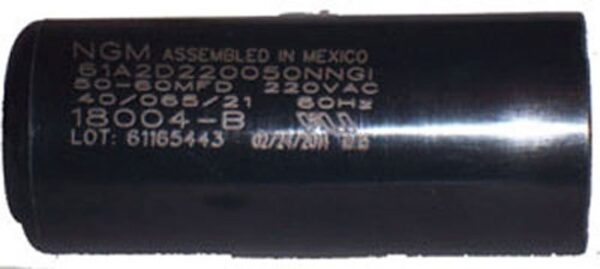 NGM ASSEMBLED IN MEXICO
61A2D220050NNGI
50-60MFD 220VAC
40/065/21 60Hz
18004-B
LOT: 61165443 02/24/2011